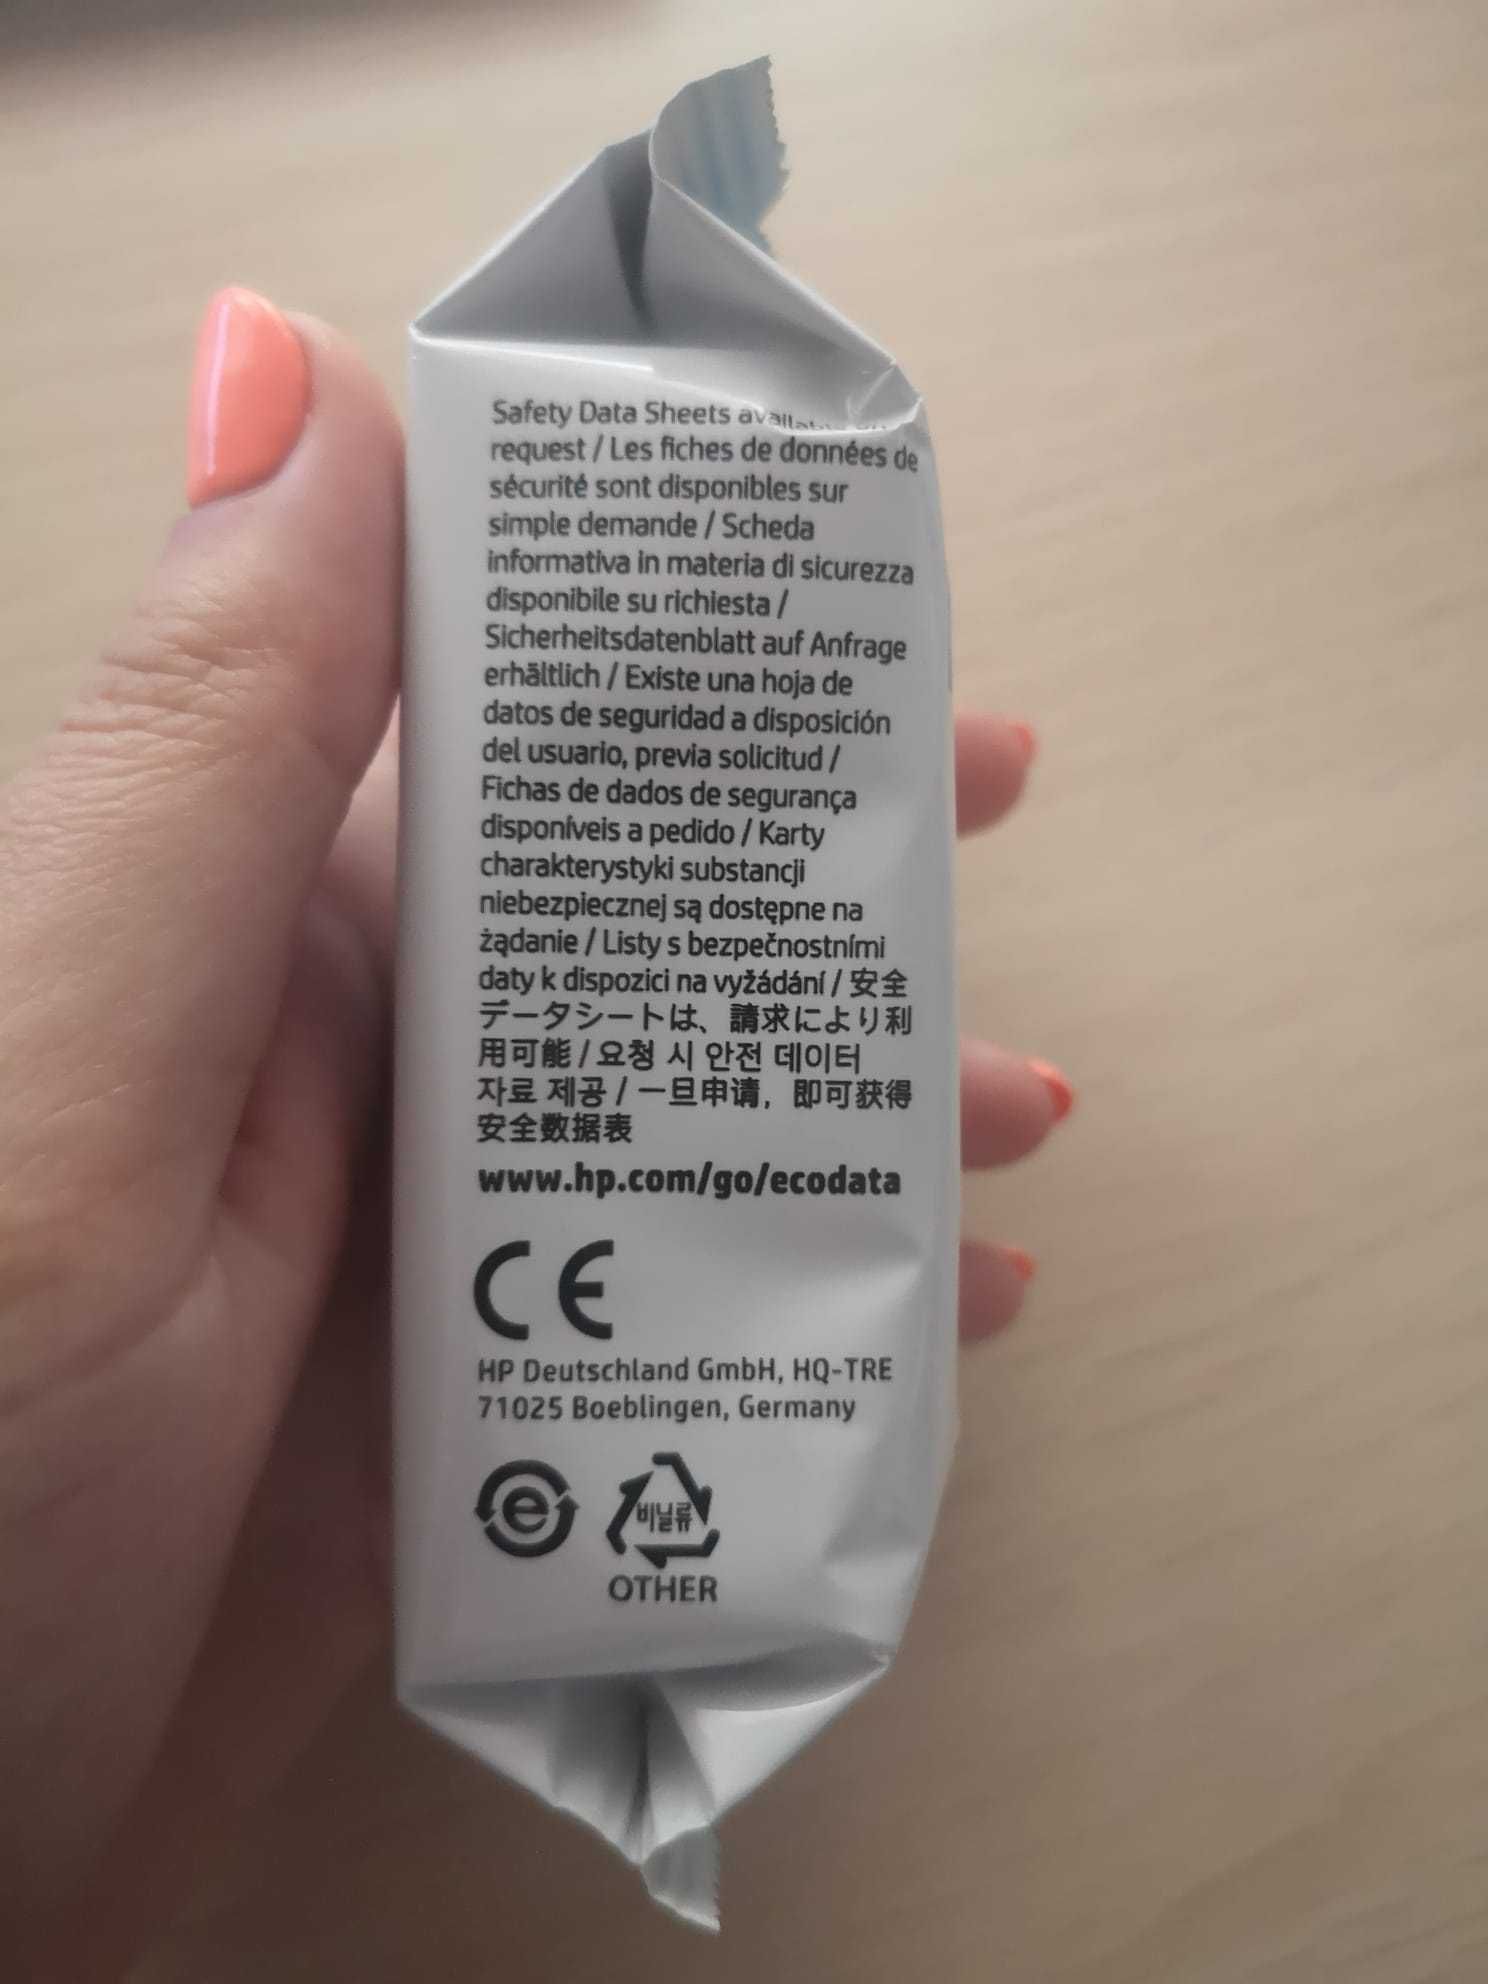 Safety Data Sheets available on
request / Les fiches de données de
sécurité sont disponibles sur
simple demande / Scheda
informativa in materia di sicurezza
disponibile su richiesta /
Sicherheitsdatenblatt auf Anfrage
erhältlich / Existe una hoja de
datos de seguridad a disposición
del usuario, previa solicitud /
Fichas de dados de segurança
disponíveis a pedido / Karty
charakterystyki substancji
niebezpiecznej są dostępne na
żądanie / Listy s bezpečnostními
daty k dispozici na vyžádání / 安全
データシートは、請求により利
用可能 / 요청 시 안전 데이터
자료 제공 / 一旦申请，即可获得
安全数据表
www.hp.com/go/ecodata
CE
HP Deutschland GmbH, HQ-TRE
71025 Boeblingen, Germany
e 비닐류
OTHER